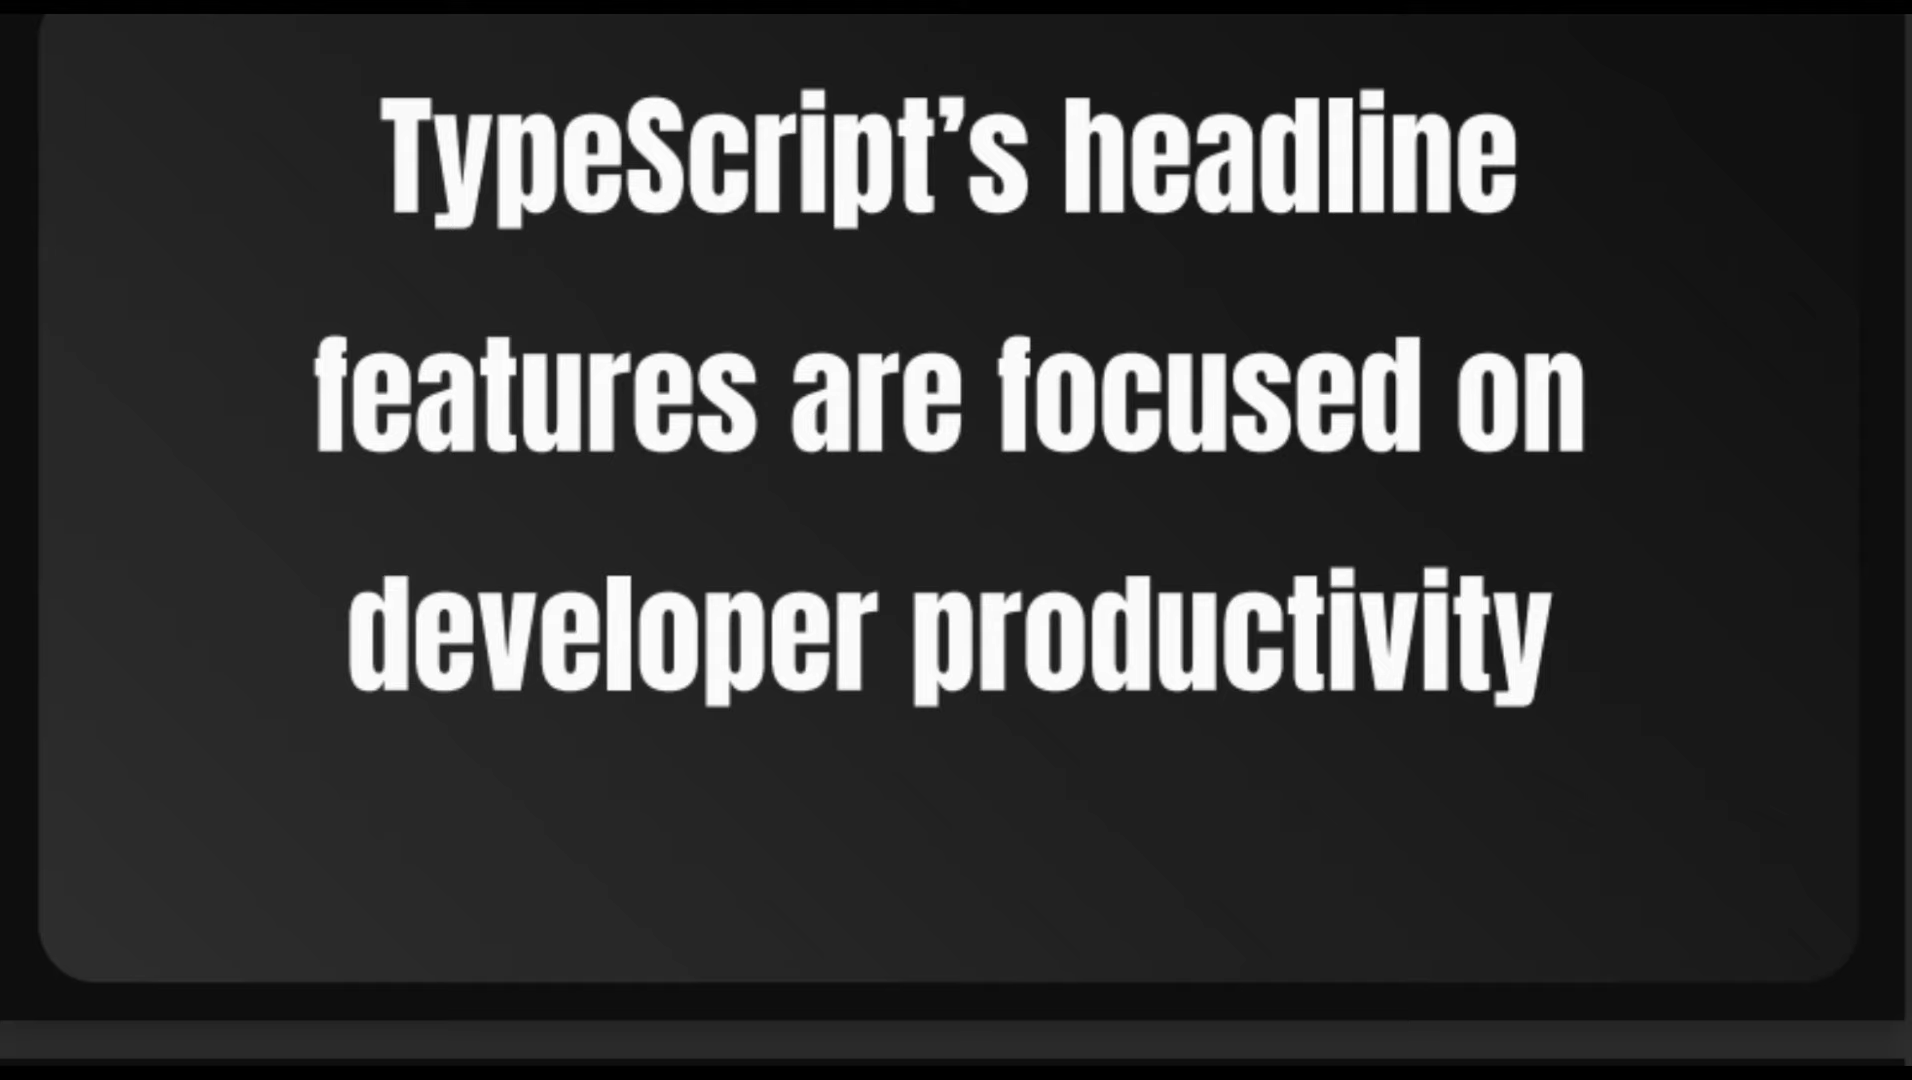 TypeScript’s headline
features are focused on
developer productivity